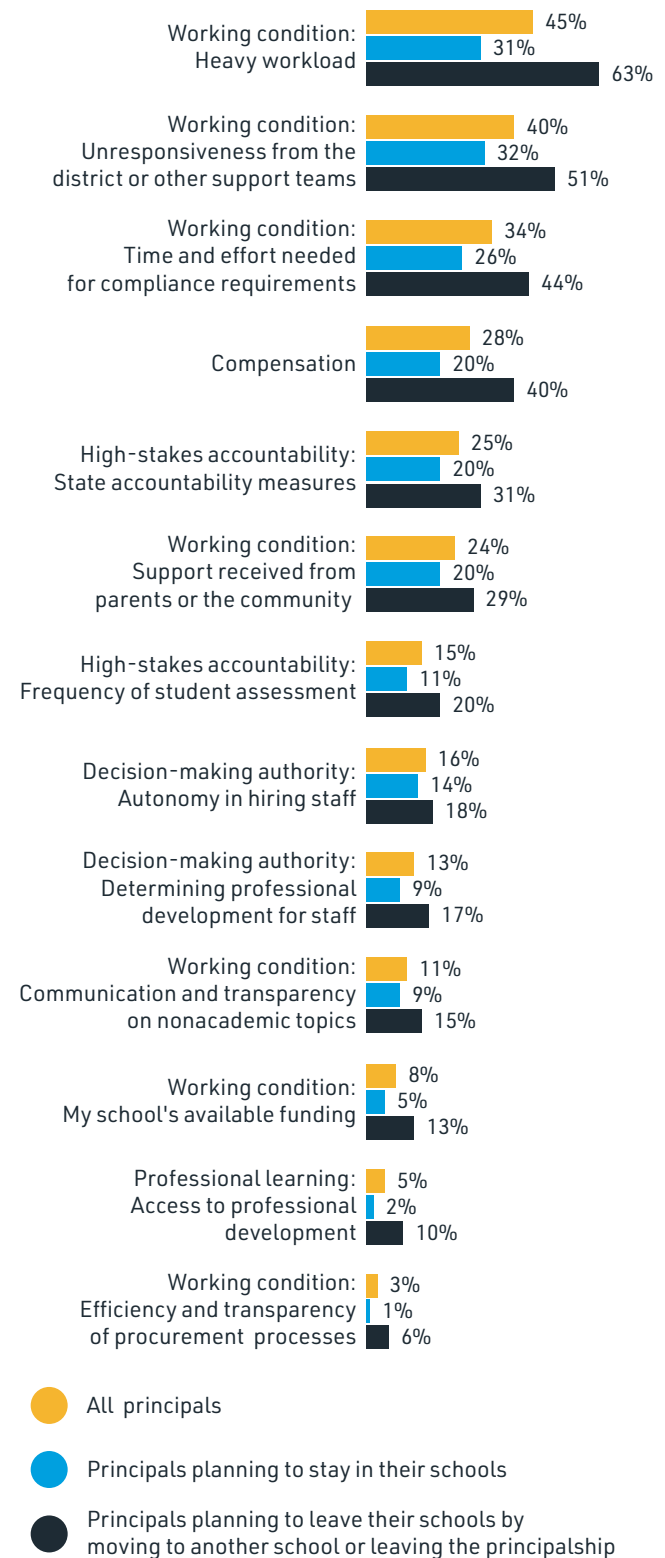 Working condition:
Heavy workload
45%
31%
63%
Working condition:
Unresponsiveness from the
district or other support teams
40%
32%
51%
Working condition:
Time and effort needed
for compliance requirements
34%
26%
44%
Compensation
28%
20%
40%
High-stakes accountability:
State accountability measures
25%
20%
31%
Working condition:
Support received from
parents or the community
24%
20%
29%
High-stakes accountability:
Frequency of student assessment
15%
11%
20%
Decision-making authority:
Autonomy in hiring staff
16%
14%
18%
Decision-making authority:
Determining professional
development for staff
13%
9%
17%
Working condition:
Communication and transparency
on nonacademic topics
11%
9%
15%
Working condition:
My school's available funding
8%
5%
13%
Professional learning:
Access to professional
development
5%
2%
10%
Working condition:
Efficiency and transparency
of procurement processes
3%
1%
6%
All principals
Principals planning to stay in their schools
Principals planning to leave their schools by
moving to another school or leaving the principalship